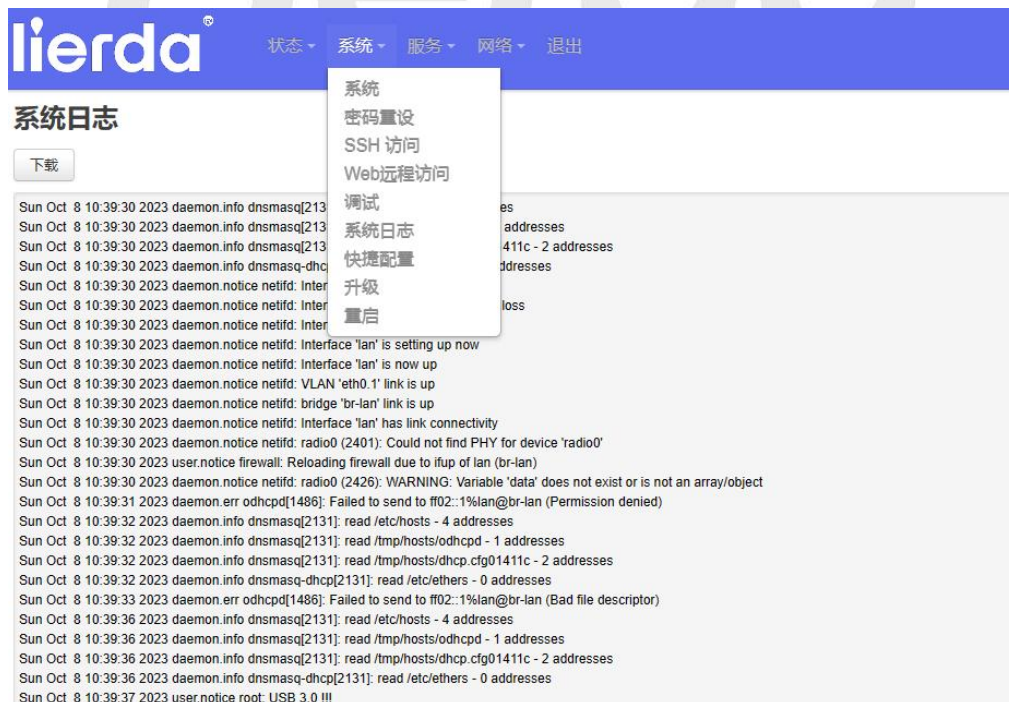 lierda®
状态 系统 服务 网络 退出
系统
密码重设
SSH 访问
Web远程访问
调试
系统日志
快捷配置
升级
重启
系统日志
下载
Sun Oct 8 10:39:30 2023 daemon.info dnsmasq[213 es
Sun Oct 8 10:39:30 2023 daemon.info dnsmasq[213 addresses
Sun Oct 8 10:39:30 2023 daemon.info dnsmasq[213 411c - 2 addresses
Sun Oct 8 10:39:30 2023 daemon.info dnsmasq-dhc ddresses
Sun Oct 8 10:39:30 2023 daemon.notice netifd: Inter
Sun Oct 8 10:39:30 2023 daemon.notice netifd: Inter loss
Sun Oct 8 10:39:30 2023 daemon.notice netifd: Inter
Sun Oct 8 10:39:30 2023 daemon.notice netifd: Interface 'lan' is setting up now
Sun Oct 8 10:39:30 2023 daemon.notice netifd: Interface 'lan' is now up
Sun Oct 8 10:39:30 2023 daemon.notice netifd: VLAN 'eth0.1' link is up
Sun Oct 8 10:39:30 2023 daemon.notice netifd: bridge 'br-lan' link is up
Sun Oct 8 10:39:30 2023 daemon.notice netifd: Interface 'lan' has link connectivity
Sun Oct 8 10:39:30 2023 daemon.notice netifd: radio0 (2401): Could not find PHY for device 'radio0'
Sun Oct 8 10:39:30 2023 user.notice firewall: Reloading firewall due to ifup of lan (br-lan)
Sun Oct 8 10:39:30 2023 daemon.notice netifd: radio0 (2426): WARNING: Variable 'data' does not exist or is not an array/object
Sun Oct 8 10:39:31 2023 daemon.err odhcpd[1486]: Failed to send to ff02::1%lan@br-lan (Permission denied)
Sun Oct 8 10:39:32 2023 daemon.info dnsmasq[2131]: read /etc/hosts - 4 addresses
Sun Oct 8 10:39:32 2023 daemon.info dnsmasq[2131]: read /tmp/hosts/odhcpd - 1 addresses
Sun Oct 8 10:39:32 2023 daemon.info dnsmasq[2131]: read /tmp/hosts/dhcp.cfg01411c - 2 addresses
Sun Oct 8 10:39:32 2023 daemon.info dnsmasq-dhcp[2131]: read /etc/ethers - 0 addresses
Sun Oct 8 10:39:33 2023 daemon.err odhcpd[1486]: Failed to send to ff02::1%lan@br-lan (Bad file descriptor)
Sun Oct 8 10:39:36 2023 daemon.info dnsmasq[2131]: read /etc/hosts - 4 addresses
Sun Oct 8 10:39:36 2023 daemon.info dnsmasq[2131]: read /tmp/hosts/odhcpd - 1 addresses
Sun Oct 8 10:39:36 2023 daemon.info dnsmasq[2131]: read /tmp/hosts/dhcp.cfg01411c - 2 addresses
Sun Oct 8 10:39:36 2023 daemon.info dnsmasq-dhcp[2131]: read /etc/ethers - 0 addresses
Sun Oct 8 10:39:37 2023 user.notice root: USB 3.0 !!!